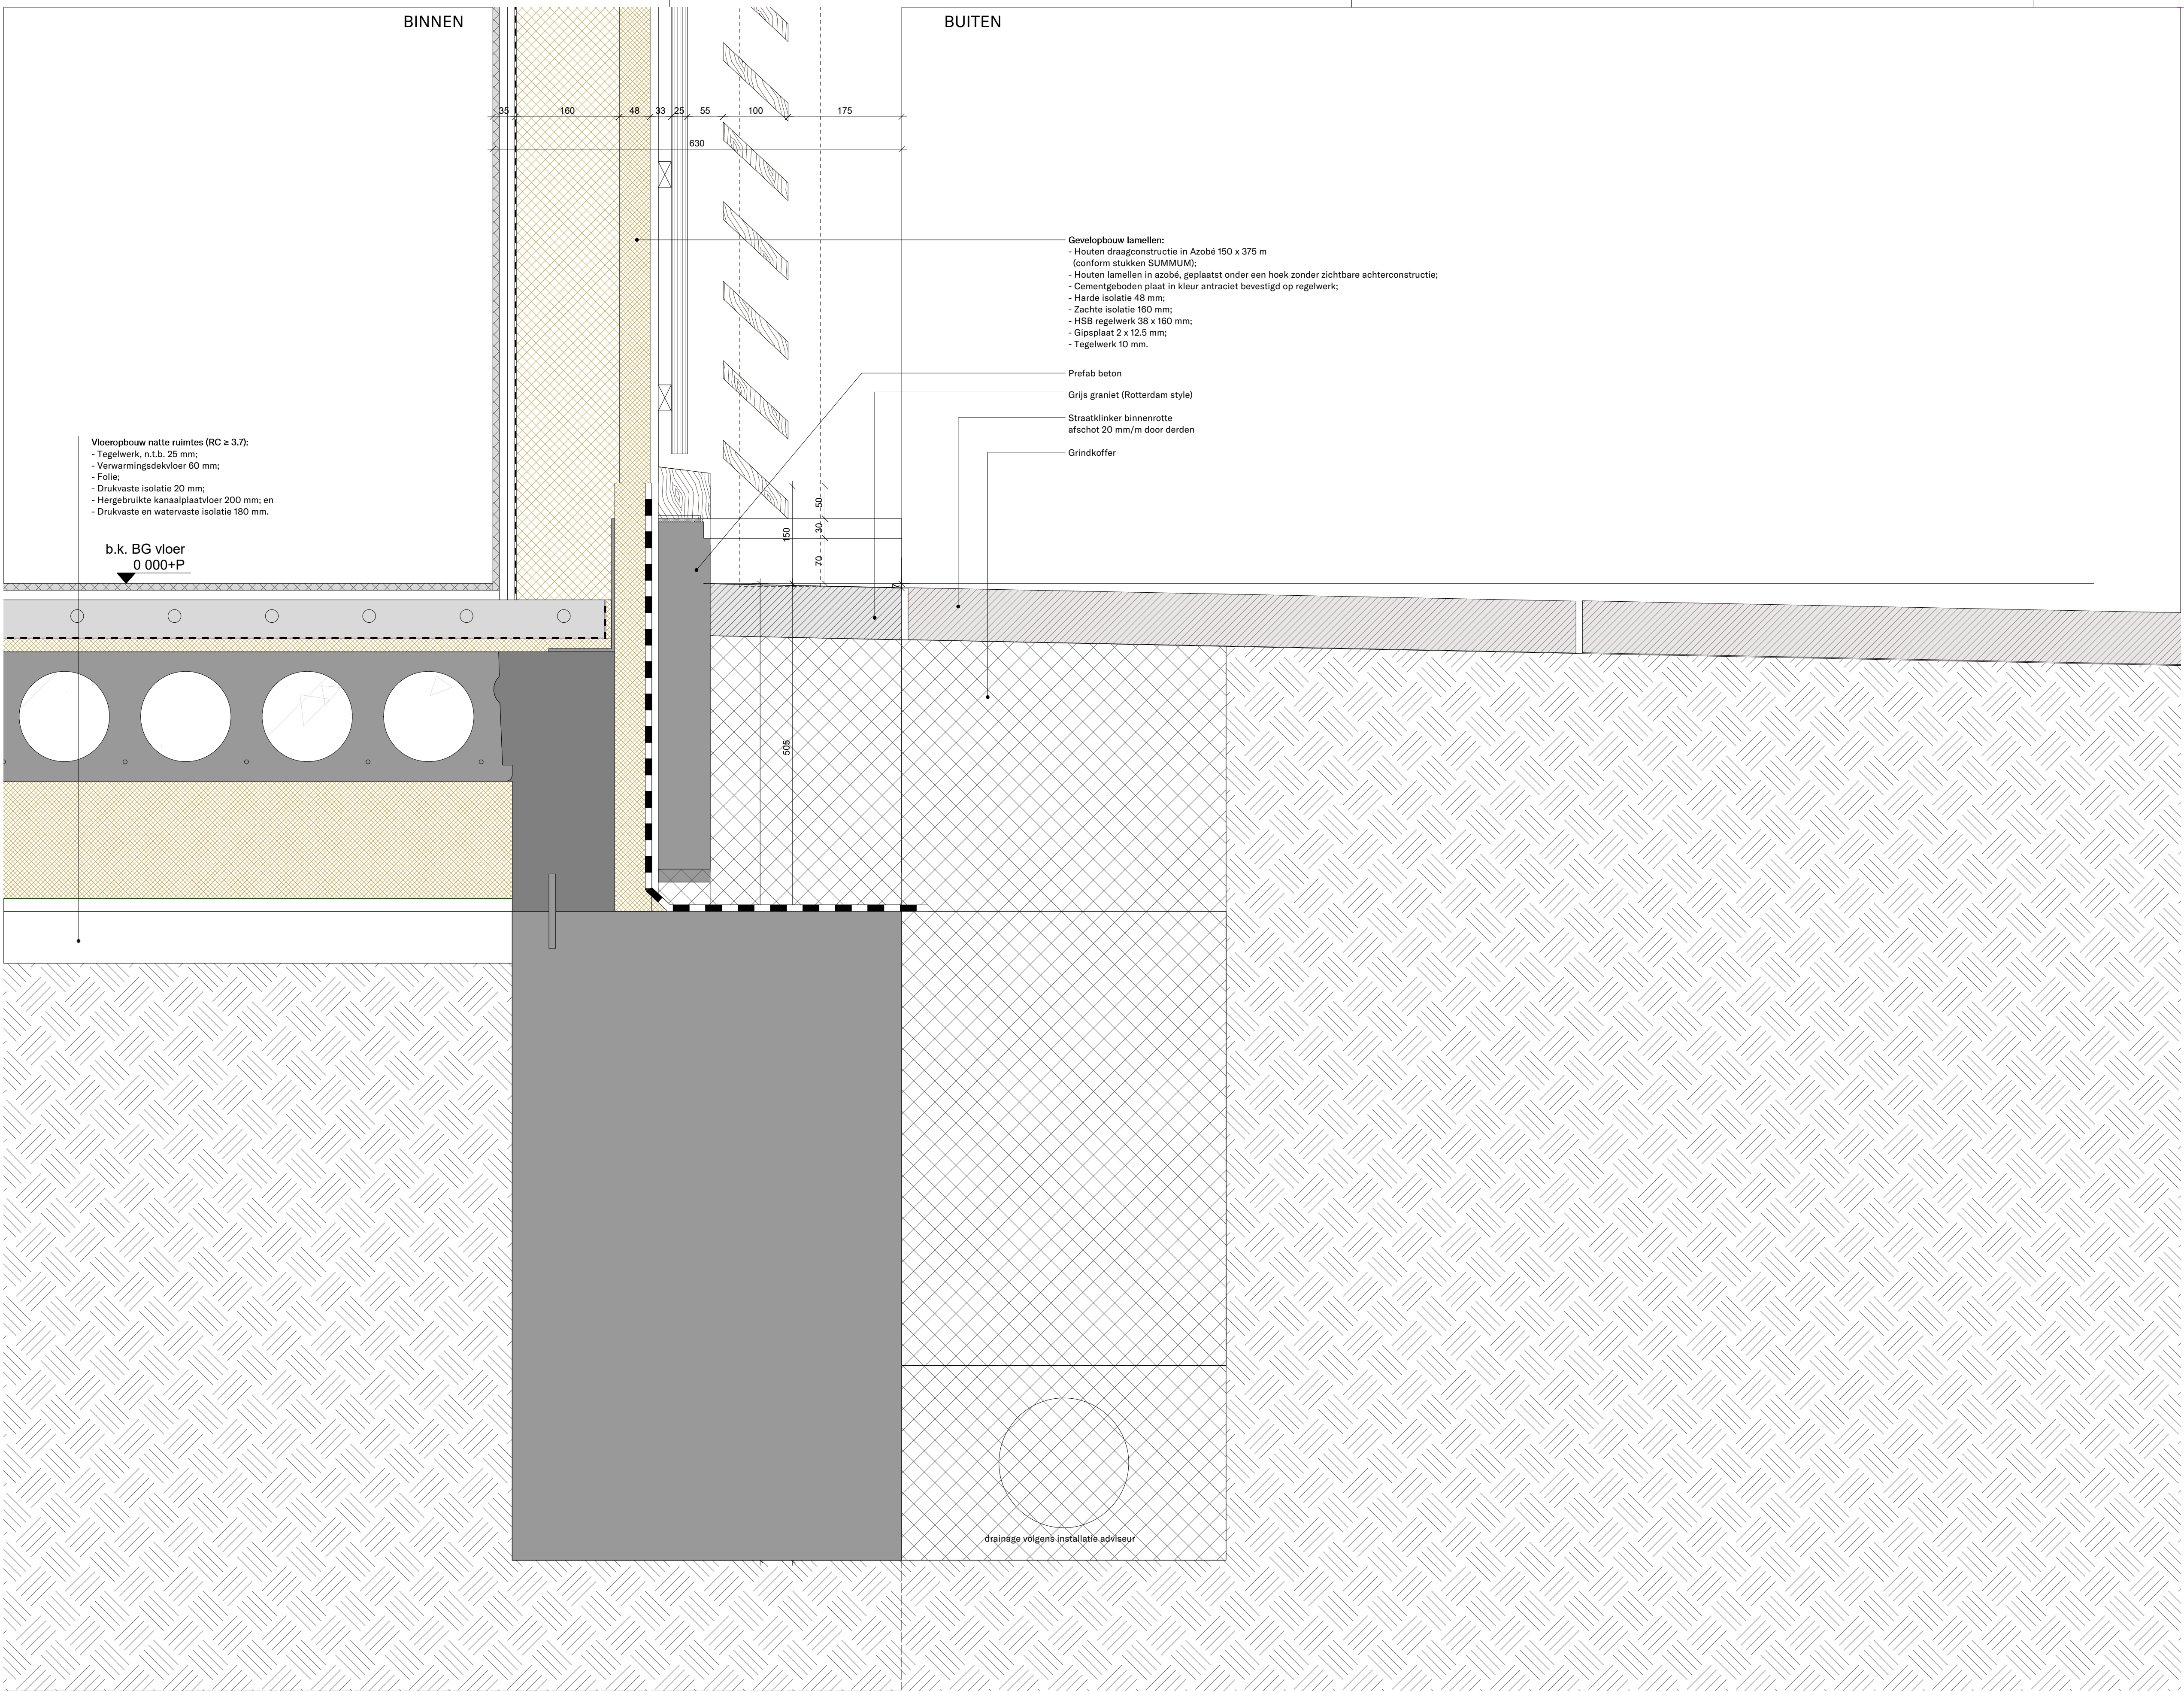 BINNEN
BUITEN
35 160 48 33 25 55 100 175
630
Gevelopbouw lamellen:
- Houten draagconstructie in Azobé 150 x 375 m
(conform stukken SUMMUM);
- Houten lamellen in azobé, geplaatst onder een hoek zonder zichtbare achterconstructie;
- Cementgeboden plaat in kleur antraciet bevestigd op regelwerk;
- Harde isolatie 48 mm;
- Zachte isolatie 160 mm;
- HSB regelwerk 38 x 160 mm;
- Gipsplaat 2 x 12.5 mm;
- Tegelwerk 10 mm.
Prefab beton
Grijs graniet (Rotterdam style)
Straatklinker binnenrotte
afschot 20 mm/m door derden
Grindkoffer
Vloeropbouw natte ruimtes (RC ≥ 3.7):
- Tegelwerk, n.t.b. 25 mm;
- Verwarmingsdekvloer 60 mm;
- Folie;
- Drukvaste isolatie 20 mm;
- Hergebruikte kanaalplaatvloer 200 mm; en
- Drukvaste en watervaste isolatie 180 mm.
b.k. BG vloer
0 000+P
50
30
150
70
7
505
drainage volgens installatie adviseur